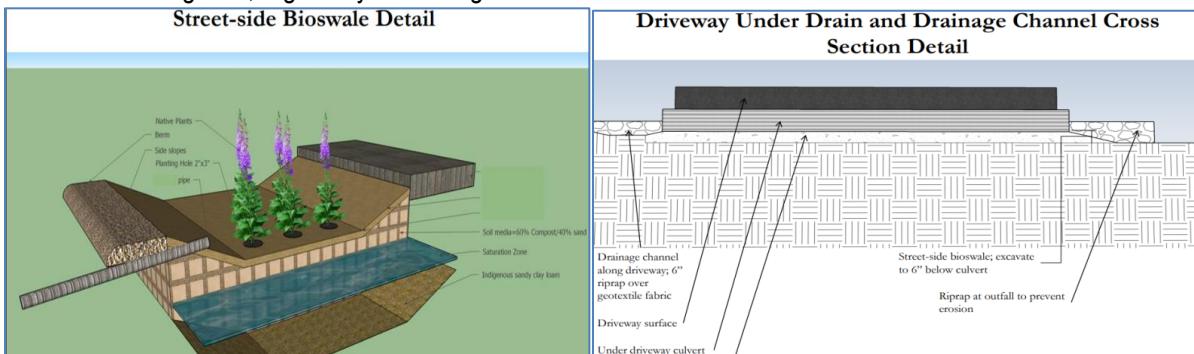 Street-side Bioswale Detail
Native Plants
Berm
Side slopes
Planting Hole 2"x3"
pipe
Soil media=60% Compost/40% sand
Saturation Zone
Indigenous sandy clay loam
Driveway Under Drain and Drainage Channel Cross
Section Detail
Drainage channel
along driveway; 6”
riprap over
geotextile fabric
Driveway surface
Under driveway culvert
Street-side bioswale; excavate
to 6” below culvert
Riprap at outfall to prevent
erosion